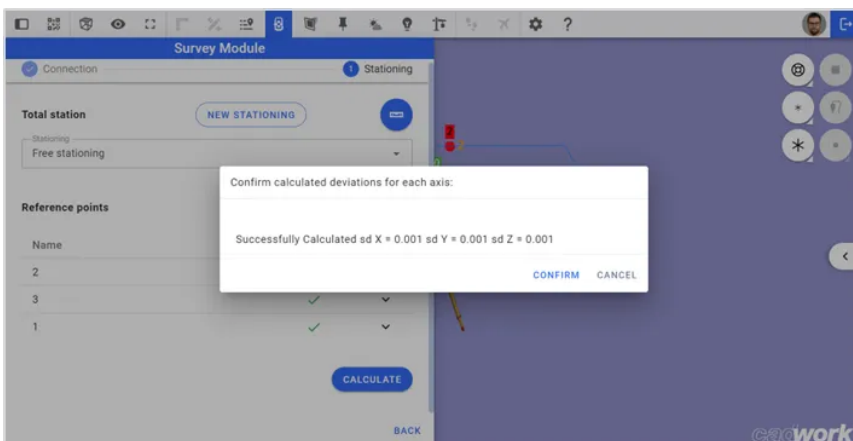 Survey Module
Connection
1 Stationing
Total station
NEW STATIONING
Stationing
Free stationing
2
Confirm calculated deviations for each axis:
Reference points
Successfully Calculated sd X = 0.001 sd Y = 0.001 sd Z = 0.001
Name
CONFIRM CANCEL
2
3
1
CALCULATE
BACK
cadwork